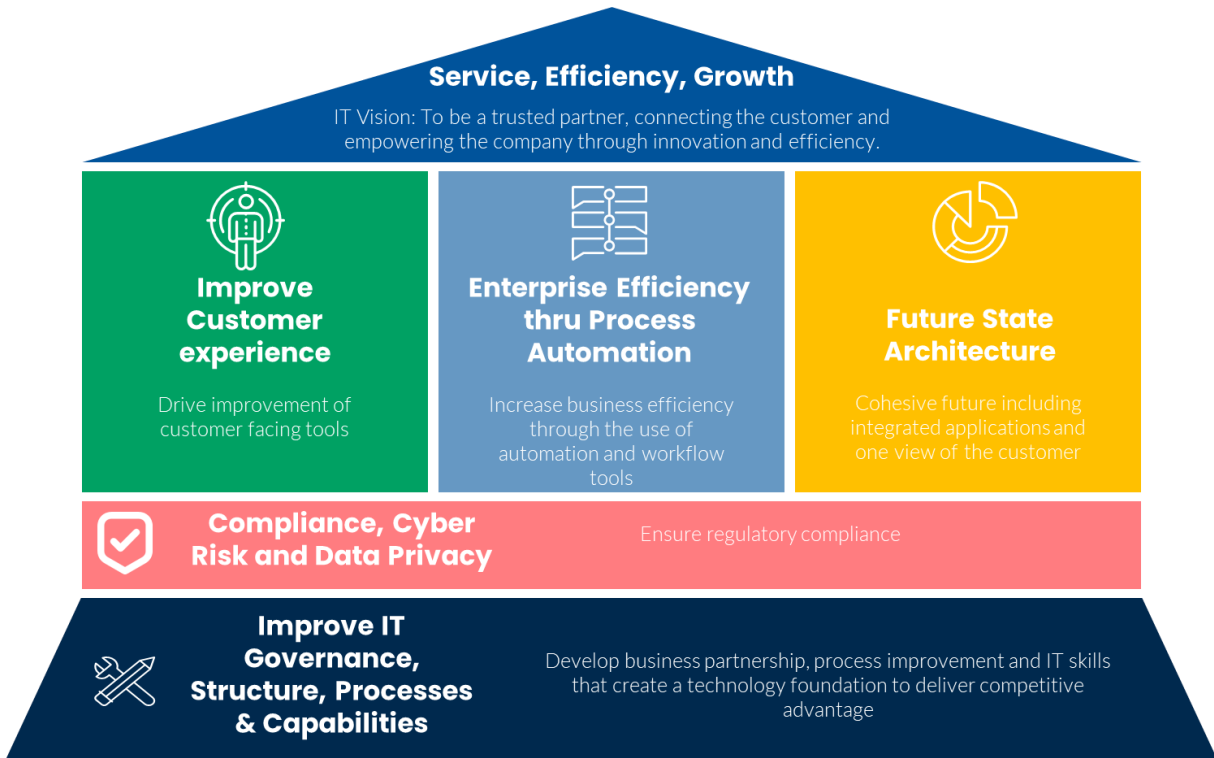 Service, Efficiency, Growth
IT Vision: To be a trusted partner, connecting the customer and
empowering the company through innovation and efficiency.
Improve
Customer
experience
Drive improvement of
customer facing tools
Enterprise Efficiency
thru Process
Automation
Increase business efficiency
through the use of
automation and workflow
tools
Future State
Architecture
Cohesive future including
integrated applications and
one view of the customer
Compliance, Cyber
Risk and Data Privacy
Ensure regulatory compliance
Improve IT
Governance,
Structure, Processes
& Capabilities
Develop business partnership, process improvement and IT skills
that create a technology foundation to deliver competitive
advantage